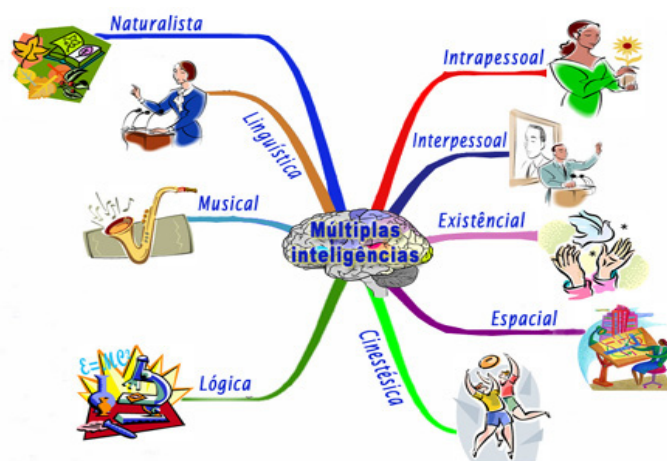 Naturalista
Linguística
Musical
Lógica
E=MC²
Múltiplas
inteligências
Intrapessoal
Interpessoal
Existêncial
*
Espacial
Cinestésica